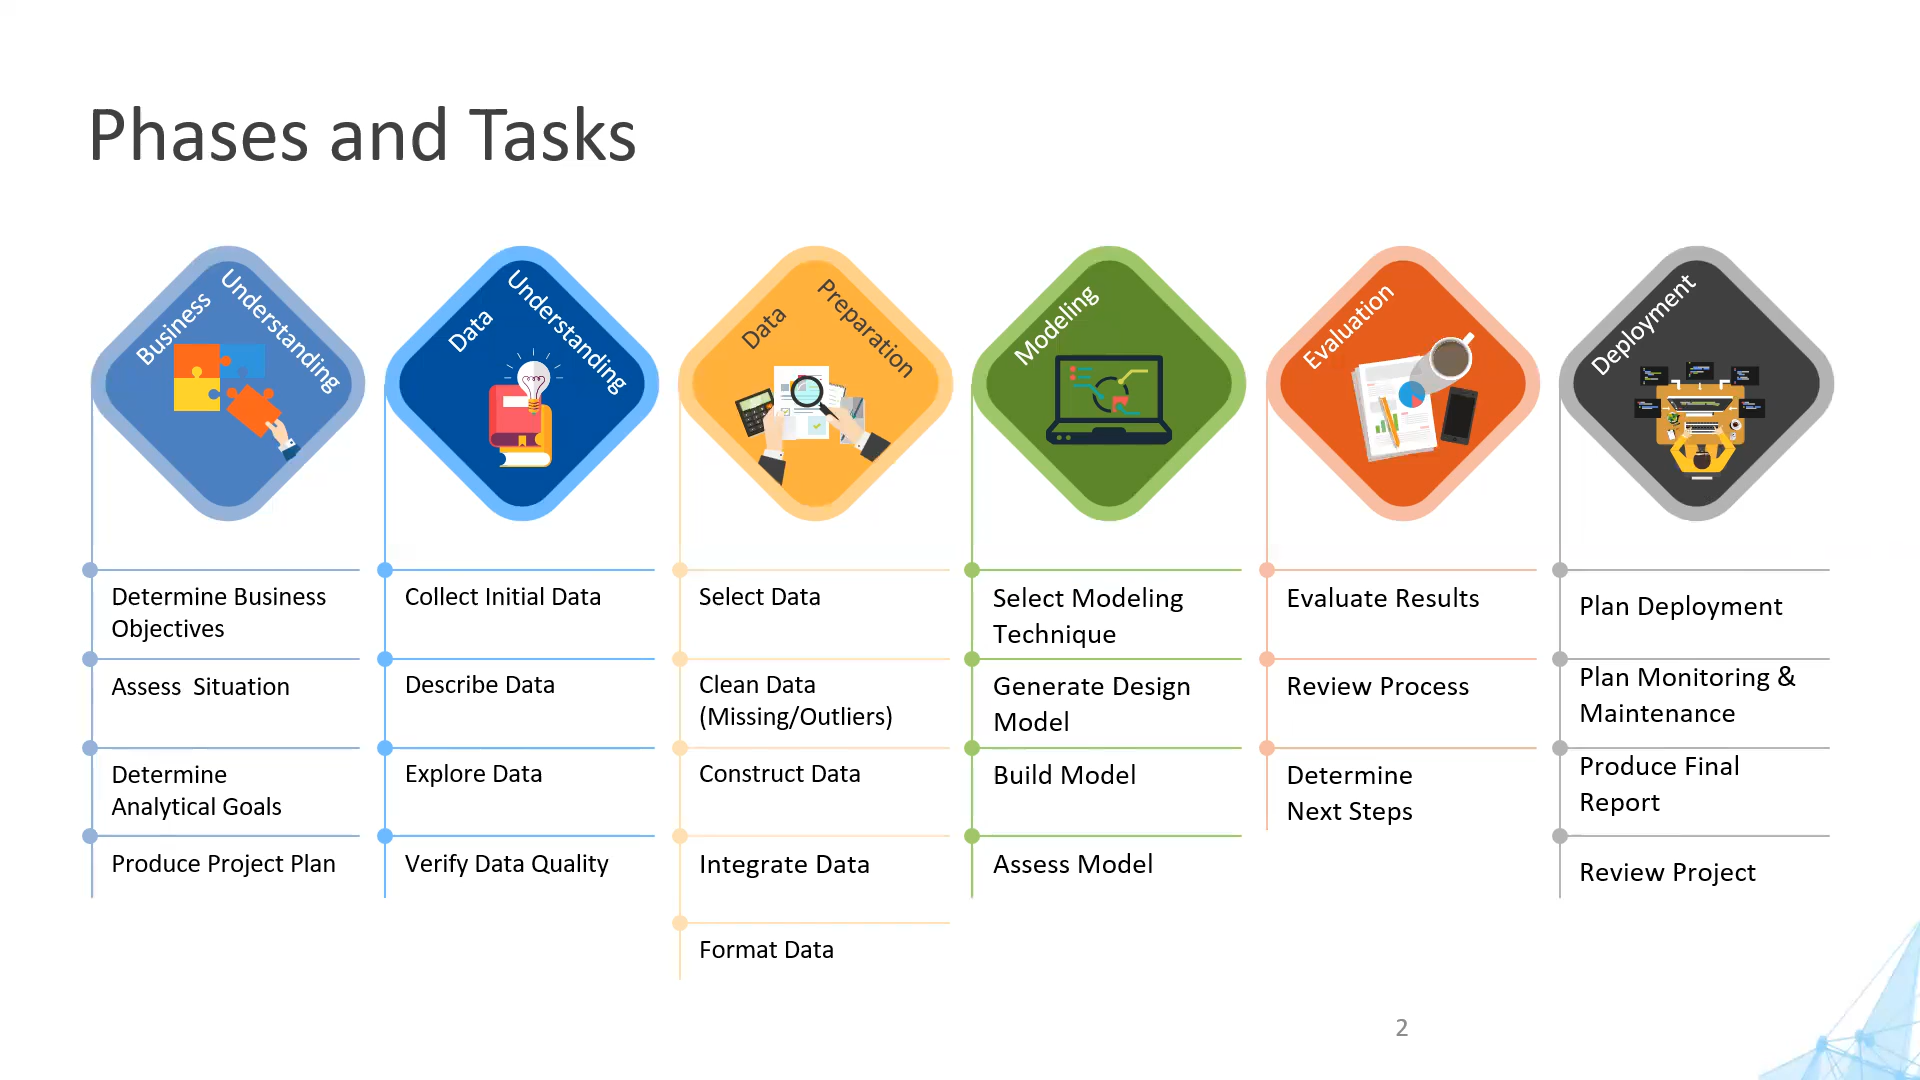 Phases and Tasks
Business
Understanding
Data
Understanding
Data
Preparation
Modeling
Evaluation
Deployment
Determine Business
Objectives
Assess  Situation
Determine
Analytical Goals
Produce Project Plan
Collect Initial Data
Describe Data
Explore Data
Verify Data Quality
Select Data
Clean Data
(Missing/Outliers)
Construct Data
Integrate Data
Format Data
Select Modeling
Technique
Generate Design
Model
Build Model
Assess Model
Evaluate Results
Review Process
Determine
Next Steps
Plan Deployment
Plan Monitoring &
Maintenance
Produce Final
Report
Review Project
2